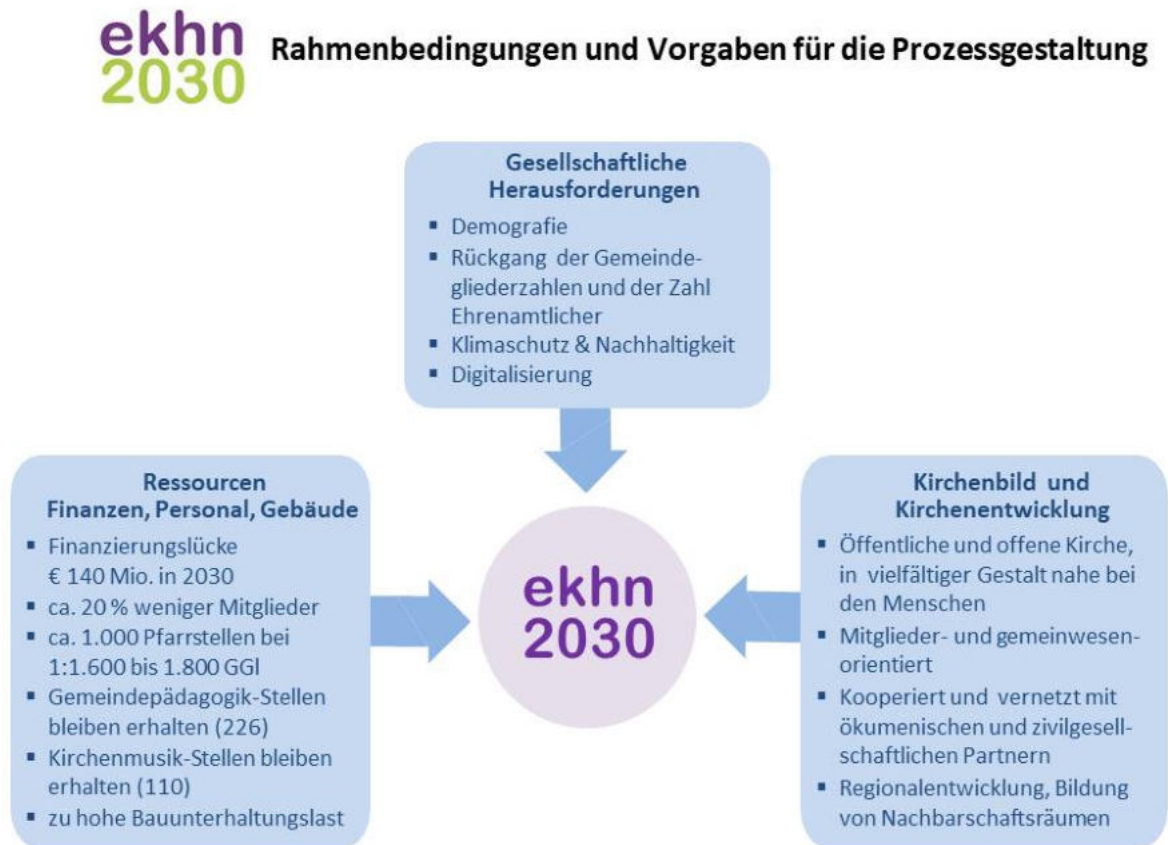 ekhn
2030
Rahmenbedingungen und Vorgaben für die Prozessgestaltung
Gesellschaftliche
Herausforderungen
▪ Demografie
▪ Rückgang der Gemeinde-
gliederzahlen und der Zahl
Ehrenamtlicher
▪ Klimaschutz & Nachhaltigkeit
▪ Digitalisierung
Ressourcen
Finanzen, Personal, Gebäude
▪ Finanzierungslücke
€ 140 Mio. in 2030
▪ ca. 20 % weniger Mitglieder
▪ ca. 1.000 Pfarrstellen bei
1:1.600 bis 1.800 GGl
▪ Gemeindepädagogik-Stellen
bleiben erhalten (226)
▪ Kirchenmusik-Stellen bleiben
erhalten (110)
▪ zu hohe Bauunterhaltungslast
ekhn
2030
Kirchenbild und
Kirchenentwicklung
▪ Öffentliche und offene Kirche,
in vielfältiger Gestalt nahe bei
den Menschen
▪ Mitglieder- und gemeinwesen-
orientiert
▪ Kooperiert und vernetzt mit
ökumenischen und zivilgesell-
schaftlichen Partnern
▪ Regionalentwicklung, Bildung
von Nachbarschaftsräumen